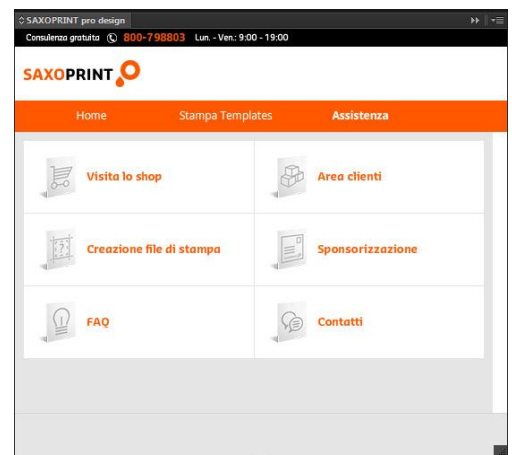 SAXOPRINT pro design
Consulenza gratuita 800-798803 Lun. - Ven.: 9:00 - 19:00
SAXOPRINT
Home Stampa Templates Assistenza
Visita lo shop Area clienti
Creazione file di stampa Sponsorizzazione
FAQ Contatti